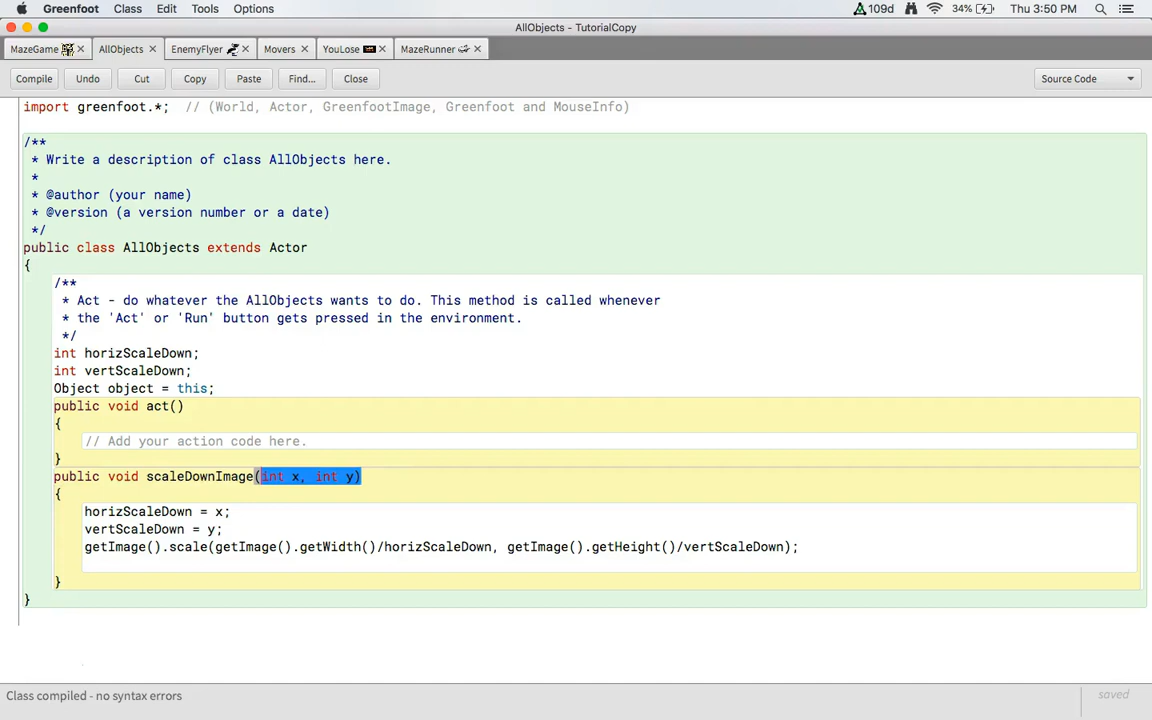 Greenfoot Class Edit Tools Options 109d 34% Thu 3:50 PM
AllObjects - TutorialCopy
MazeGame AllObjects EnemyFlyer Movers YouLose MazeRunner
Compile Undo Cut Copy Paste Find... Close Source Code
import greenfoot.*;  // (World, Actor, GreenfootImage, Greenfoot and MouseInfo)
/**
* Write a description of class AllObjects here.
*
* @author (your name)
* @version (a version number or a date)
*/
public class AllObjects extends Actor
{
/**
* Act - do whatever the AllObjects wants to do. This method is called whenever
* the 'Act' or 'Run' button gets pressed in the environment.
*/
int horizScaleDown;
int vertScaleDown;
Object object = this;
public void act()
{
// Add your action code here.
}
public void scaleDownImage(int x, int y)
{
horizScaleDown = x;
vertScaleDown = y;
getImage().scale(getImage().getWidth()/horizScaleDown, getImage().getHeight()/vertScaleDown);
}
}
Class compiled - no syntax errors saved